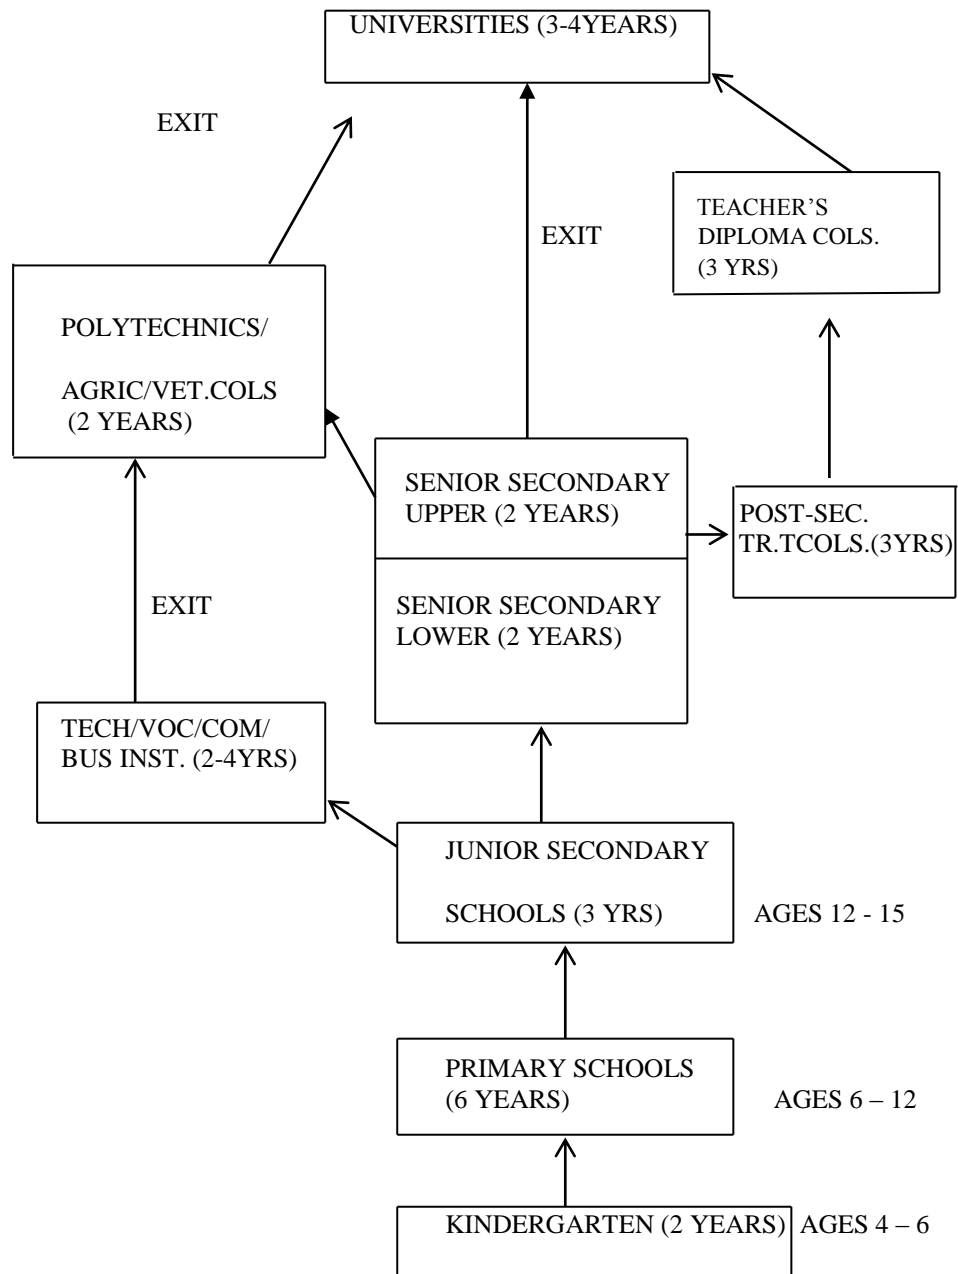 UNIVERSITIES (3-4YEARS)
EXIT
TEACHER’S
DIPLOMA COLS.
(3 YRS)
EXIT
POLYTECHNICS/
AGRIC/VET.COLS
(2 YEARS)
SENIOR SECONDARY
UPPER (2 YEARS)
POST-SEC.
TR.TCOLS.(3YRS)
EXIT
SENIOR SECONDARY
LOWER (2 YEARS)
TECH/VOC/COM/
BUS INST. (2-4YRS)
JUNIOR SECONDARY
SCHOOLS (3 YRS)
AGES 12 - 15
PRIMARY SCHOOLS
(6 YEARS)
AGES 6 – 12
KINDERGARTEN (2 YEARS)
AGES 4 – 6